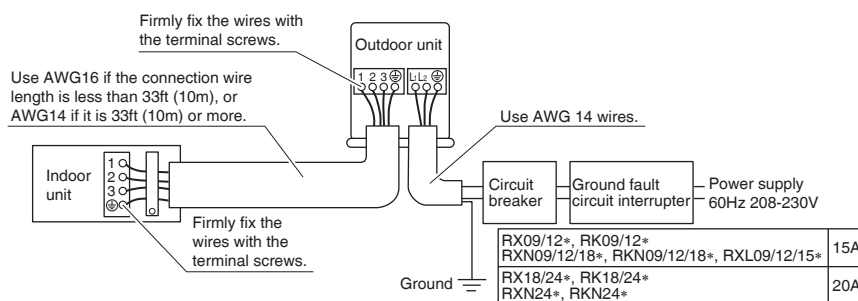 Firmly fix the wires with
the terminal screws.
Outdoor unit
1 2 3
L1 L2
Use AWG16 if the connection wire
length is less than 33ft (10m), or
AWG14 if it is 33ft (10m) or more.
Use AWG 14 wires.
Indoor
unit
1
2
3
Circuit
breaker
Ground fault
circuit interrupter
Power supply
60Hz 208-230V
Firmly fix the
wires with the
terminal screws.
Ground
RX09/12*, RK09/12*
RXN09/12/18*, RKN09/12/18*, RXL09/12/15*
15A
RX18/24*, RK18/24*
RXN24*, RKN24*
20A